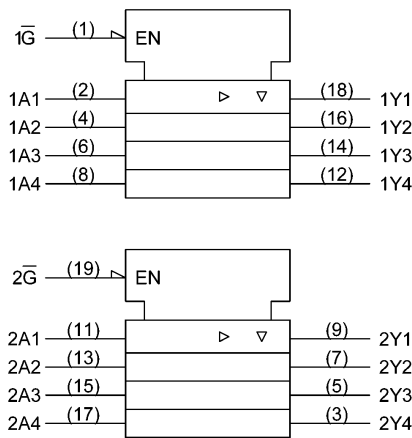 1G̅ (1) EN
1A1 (2) ▷ ▽ (18) 1Y1
1A2 (4) (16) 1Y2
1A3 (6) (14) 1Y3
1A4 (8) (12) 1Y4
2G̅ (19) EN
2A1 (11) ▷ ▽ (9) 2Y1
2A2 (13) (7) 2Y2
2A3 (15) (5) 2Y3
2A4 (17) (3) 2Y4